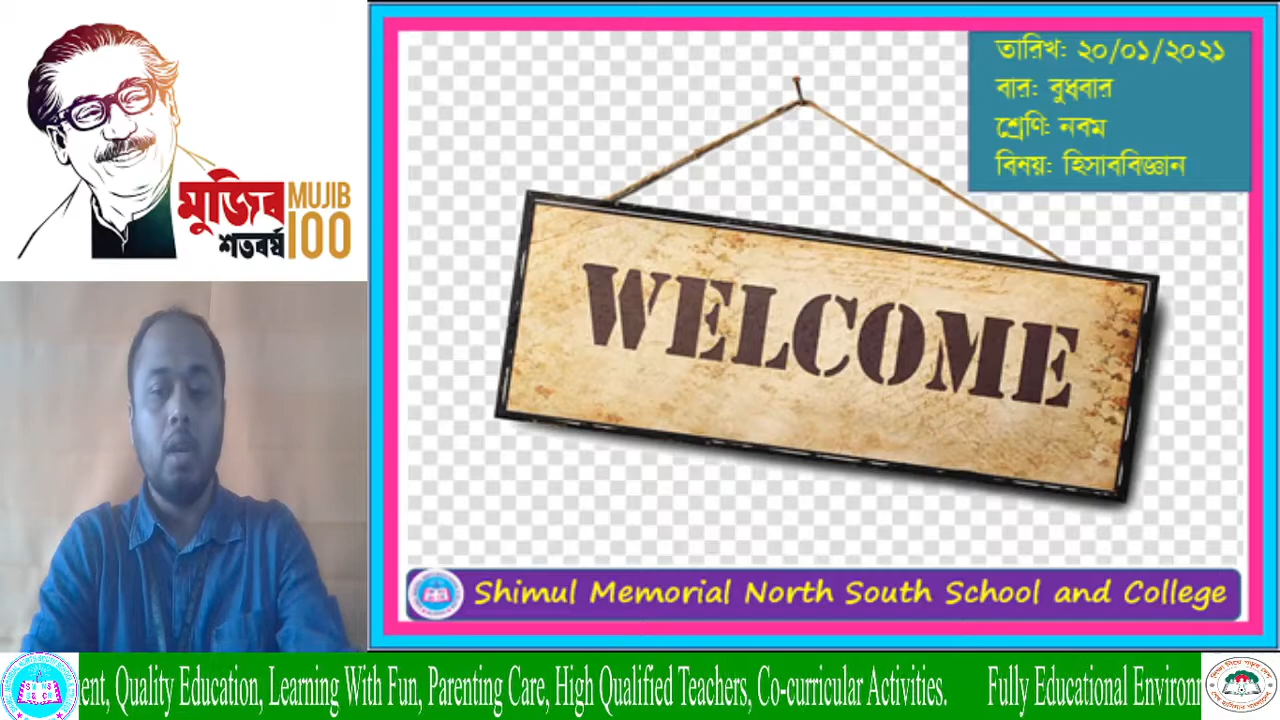 মুজিব
শতবর্ষ
MUJIB
100
তারিখ: ২০/০১/২০২১
বার: বুধবার
শ্রেণি: নবম
বিষয়: হিসাববিজ্ঞান
WELCOME
Shimul Memorial North South School and College
ent, Quality Education, Learning With Fun, Parenting Care, High Qualified Teachers, Co-curricular Activities. Fully Educational Environm